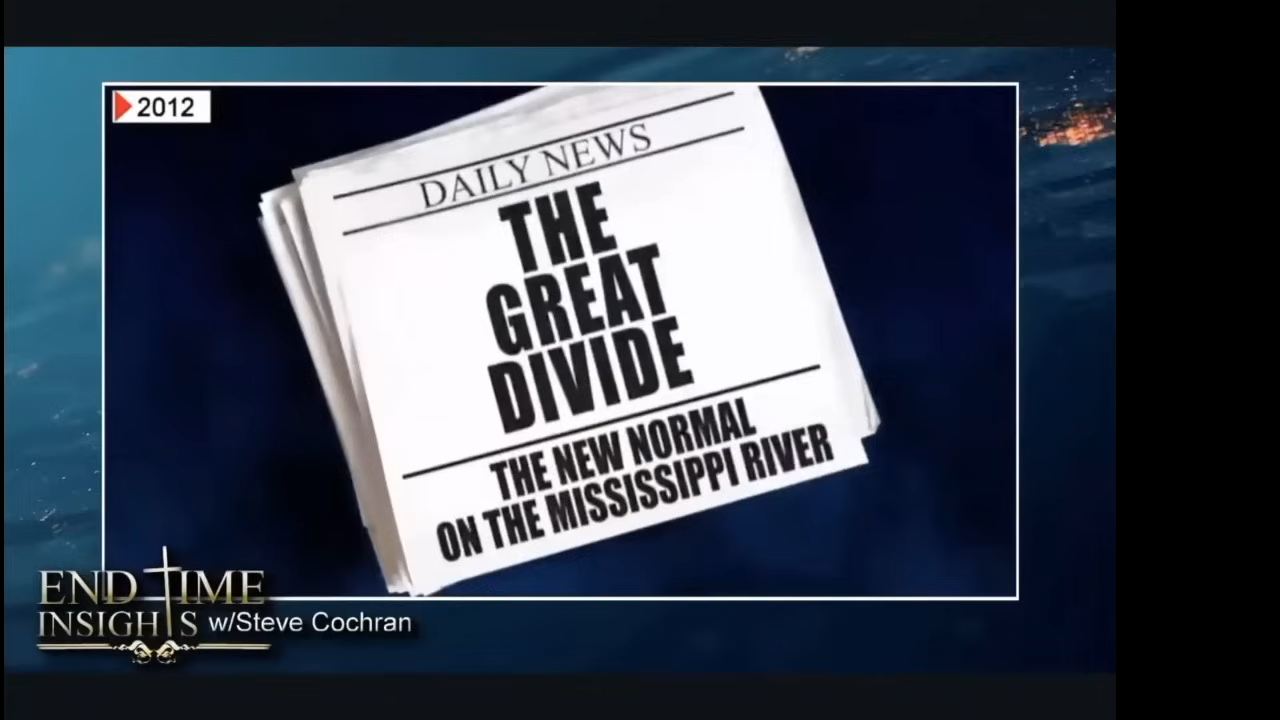 2012
DAILY NEWS
THE
GREAT
DIVIDE
THE NEW NORMAL
ON THE MISSISSIPPI RIVER
END TIME
INSIGHTS w/Steve Cochran